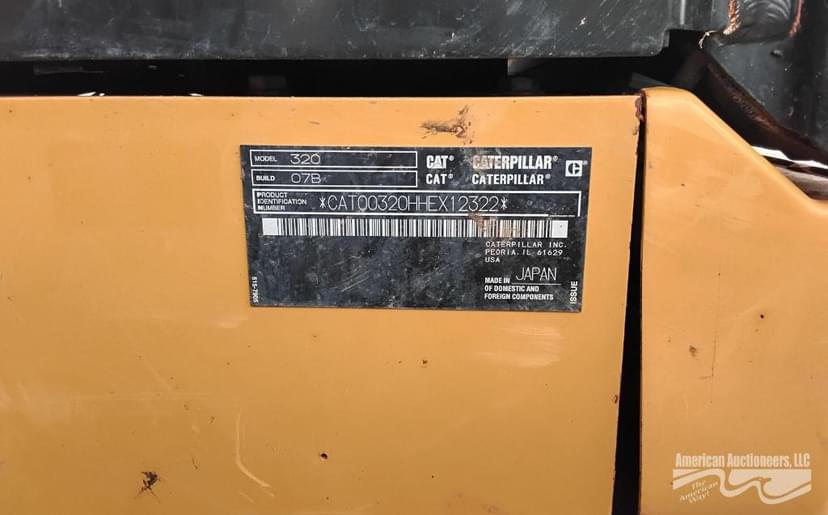 MODEL 320
BUILD 07B
CAT® CATERPILLAR®
CAT® CATERPILLAR®
PRODUCT IDENTIFICATION NUMBER *CAT00320HHEX12322*
CATERPILLAR INC.
PEORIA, IL 61629
USA
MADE IN JAPAN
OF DOMESTIC AND
FOREIGN COMPONENTS
ISSUE
American Auctioneers, LLC
The
American
Way!